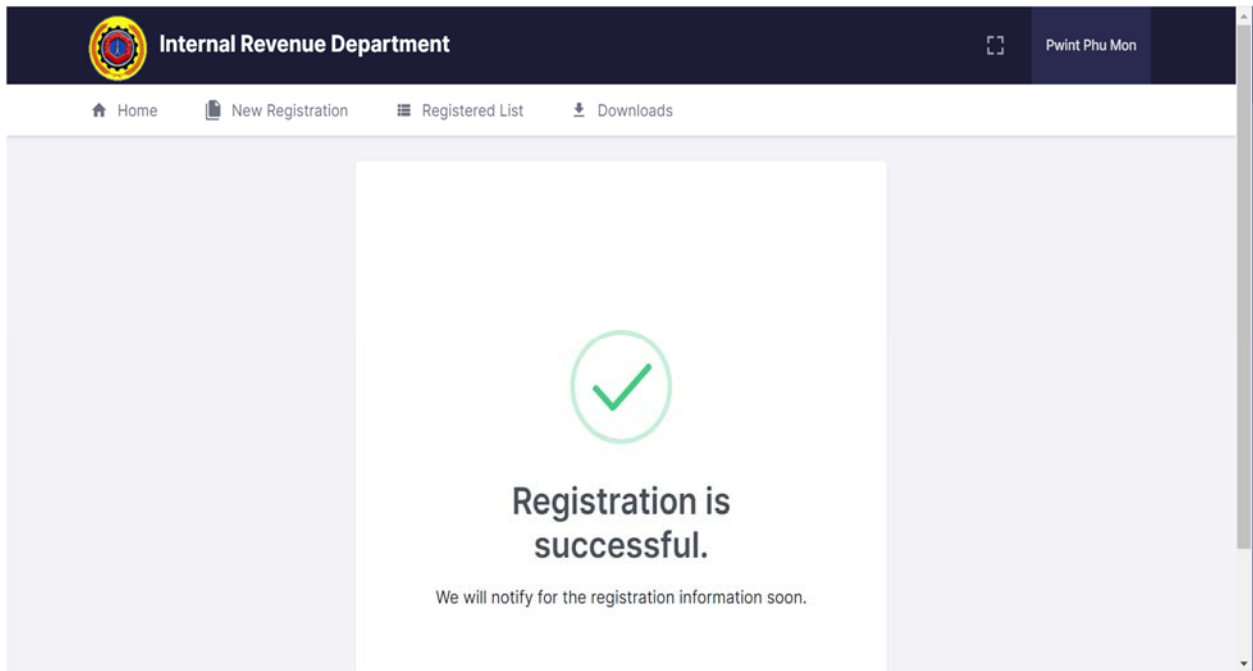 Internal Revenue Department
Pwint Phu Mon
Home New Registration Registered List Downloads
Registration is
successful.
We will notify for the registration information soon.